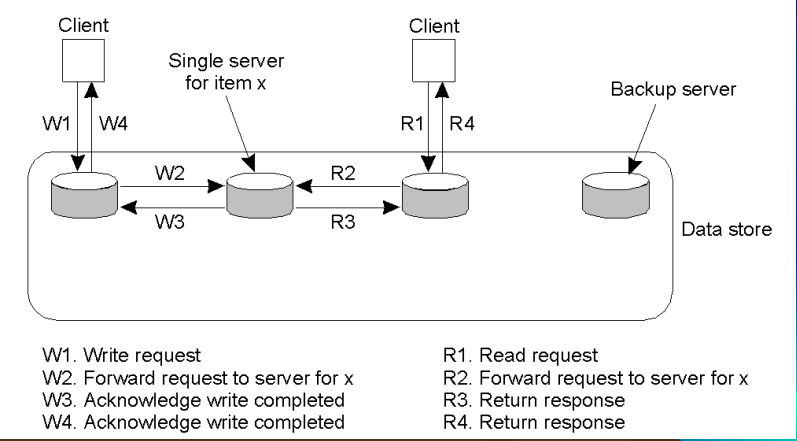 Client
Client
Single server
for item x
Backup server
W1
W4
R1
R4
W2
R2
W3
R3
Data store
W1. Write request
W2. Forward request to server for x
W3. Acknowledge write completed
W4. Acknowledge write completed
R1. Read request
R2. Forward request to server for x
R3. Return response
R4. Return response